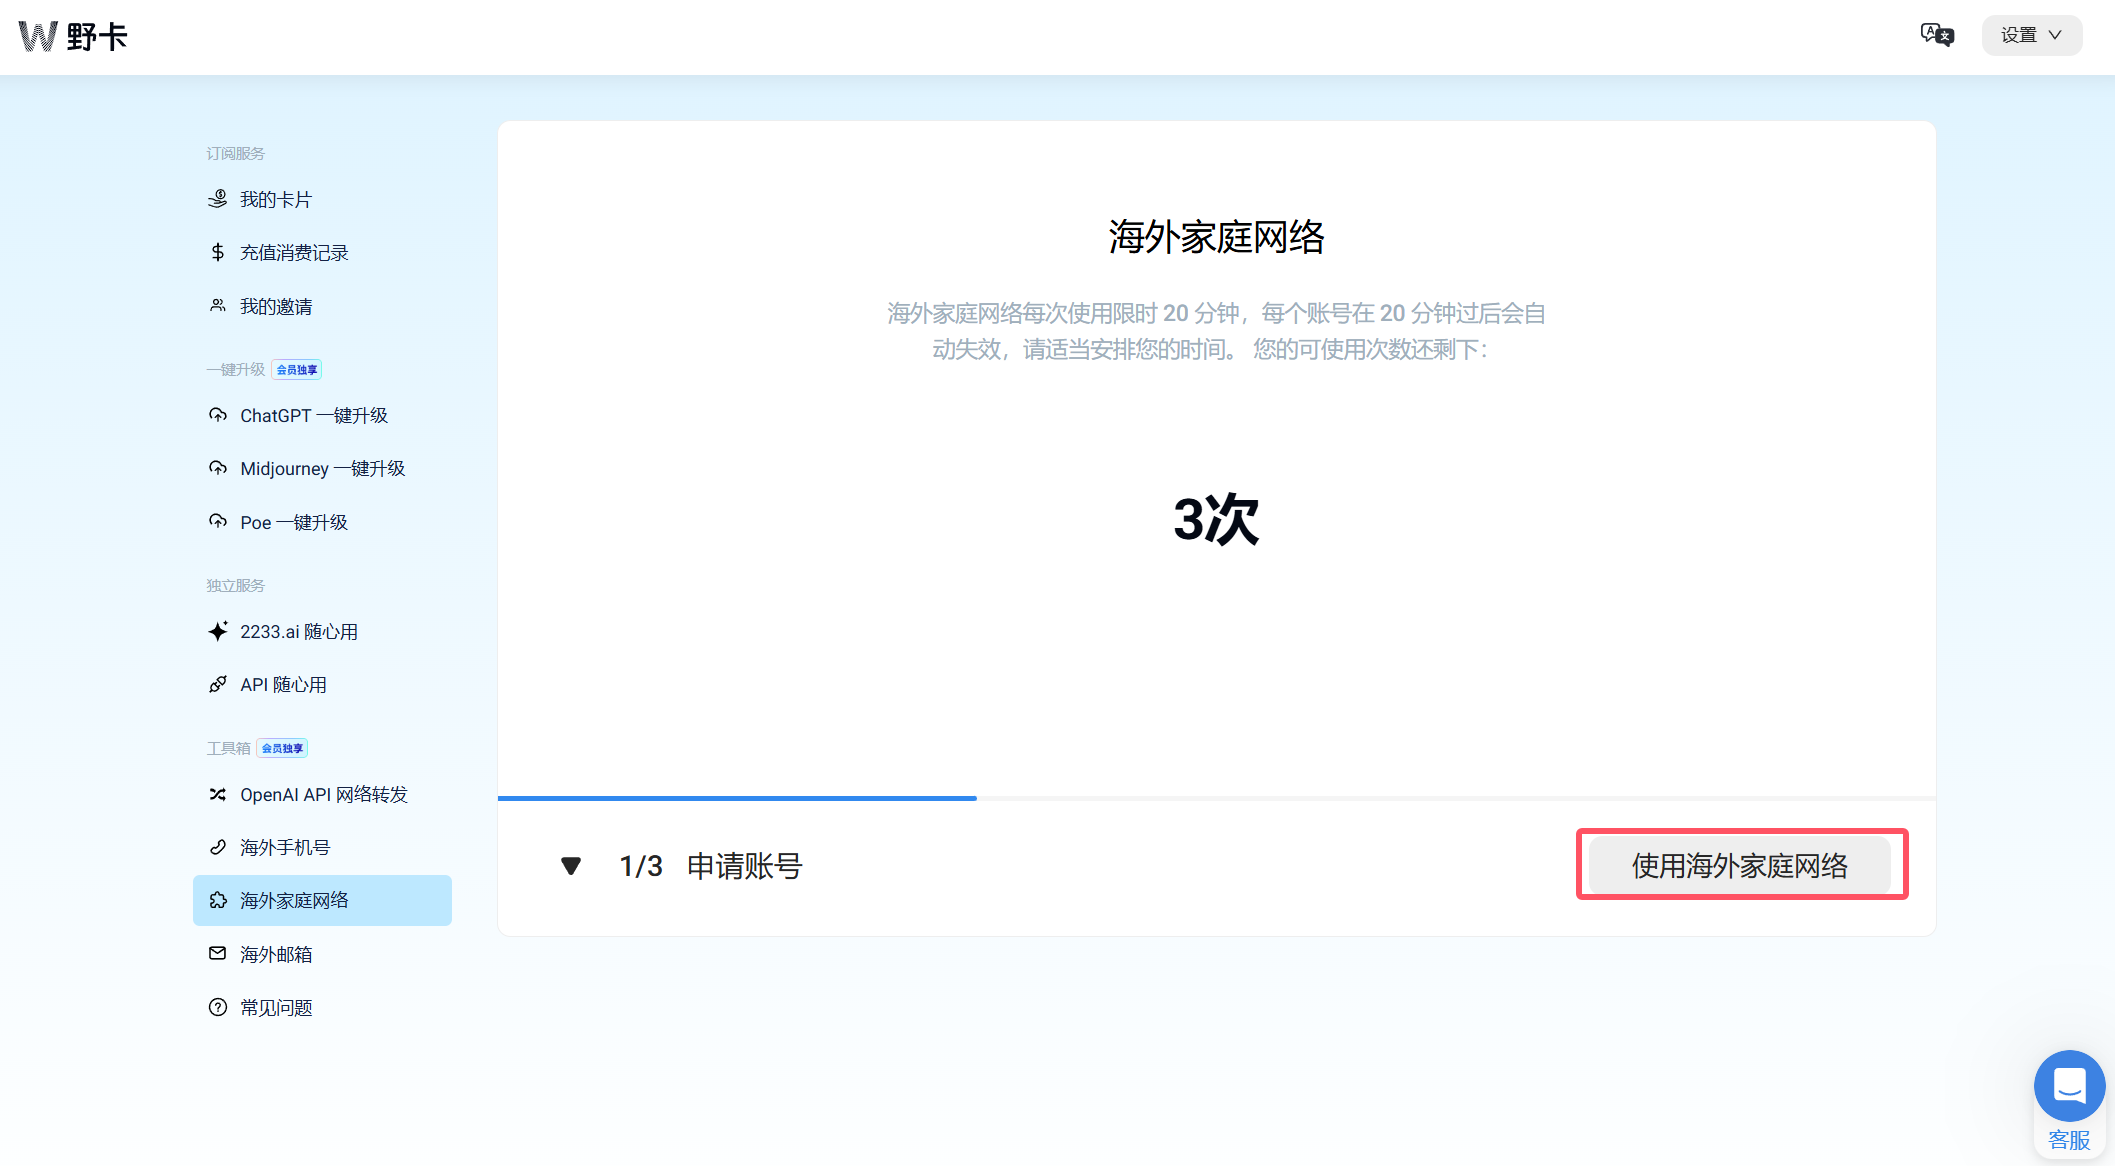 W 野卡
设置
订阅服务
我的卡片
充值消费记录
我的邀请
一键升级 会员独享
ChatGPT 一键升级
Midjourney 一键升级
Poe 一键升级
独立服务
2233.ai 随心用
API 随心用
工具箱 会员独享
OpenAI API 网络转发
海外手机号
海外家庭网络
海外邮箱
常见问题
海外家庭网络
海外家庭网络每次使用限时 20 分钟，每个账号在 20 分钟过后会自
动失效，请适当安排您的时间。 您的可使用次数还剩下：
3次
1/3 申请账号
使用海外家庭网络
客服